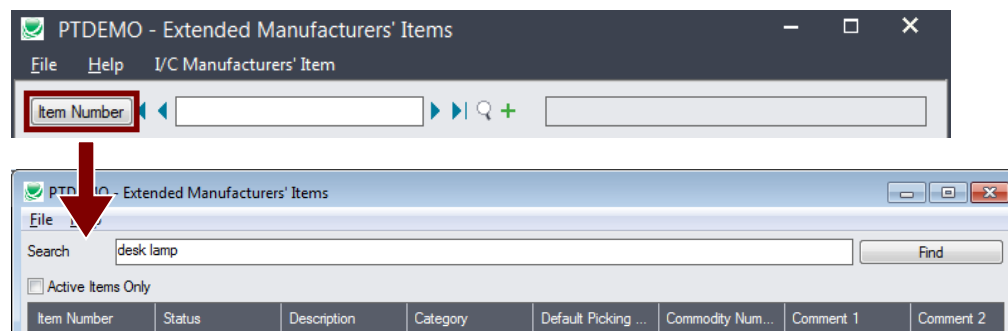 PTDEMO - Extended Manufacturers' Items
File Help I/C Manufacturers' Item
Item Number
- Extended Manufacturers' Items
File
Search desk lamp Find
Active Items Only
Item Number Status Description Category Default Picking ... Commodity Num... Comment 1 Comment 2